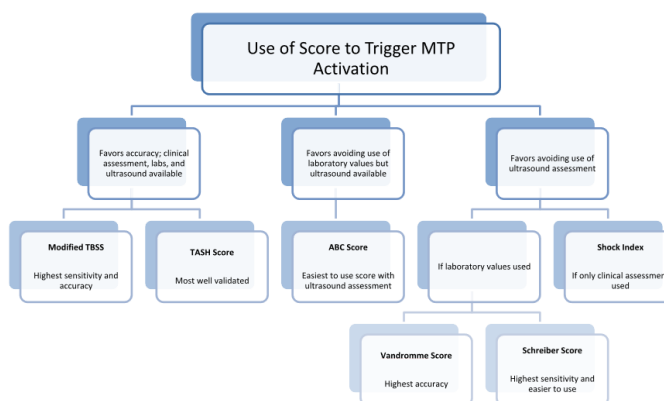 Use of Score to Trigger MTP
Activation
Favors accuracy; clinical
assessment, labs, and
ultrasound available
Favors avoiding use of
laboratory values but
ultrasound available
Favors avoiding use of
ultrasound assessment
Modified TBSS
Highest sensitivity and
accuracy
TASH Score
Most well validated
ABC Score
Easiest to use score with
ultrasound assessment
If laboratory values used
Shock Index
If only clinical assessment
used
Vandromme Score
Highest accuracy
Schreiber Score
Highest sensitivity and
easier to use